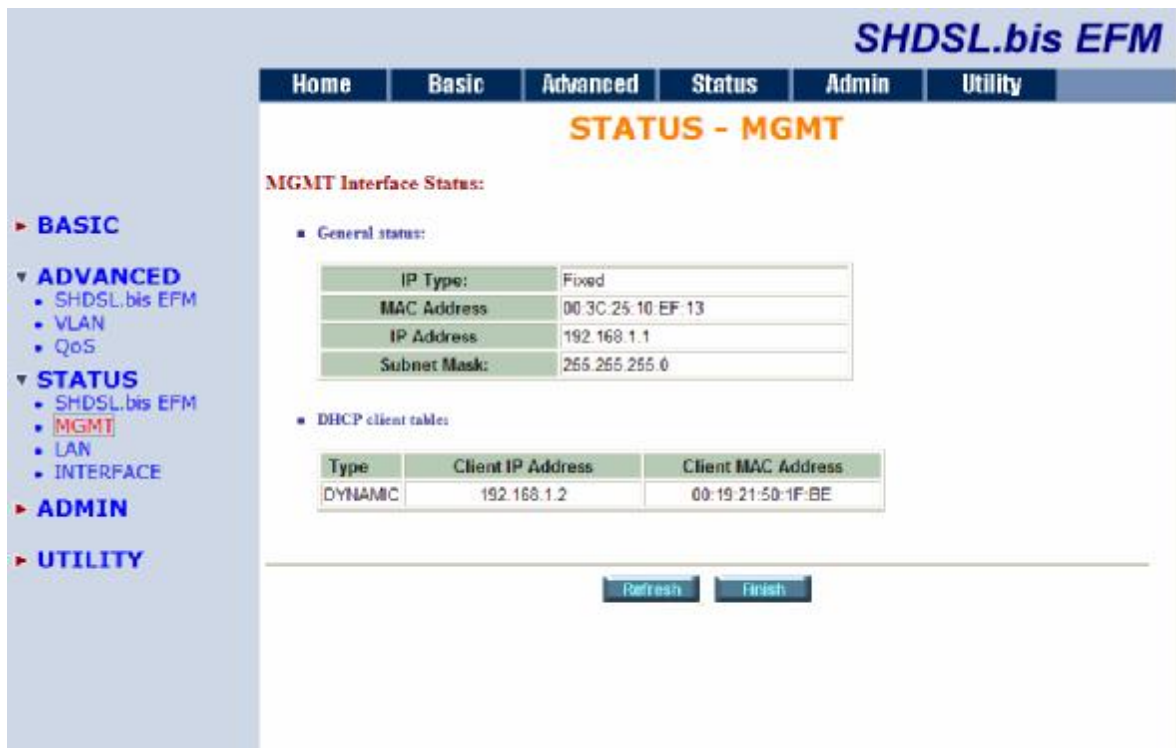 SHDSL.bis EFM
Home Basic Advanced Status Admin Utility
STATUS - MGMT
MGMT Interface Status:
BASIC
ADVANCED
SHDSL.bis EFM
VLAN
QoS
STATUS
SHDSL.bis EFM
MGMT
LAN
INTERFACE
ADMIN
UTILITY
General status:
IP Type: Fixed
MAC Address 00:3C:25:10:EF:13
IP Address 192.168.1.1
Subnet Mask: 255.255.255.0
DHCP client table:
Type Client IP Address Client MAC Address
DYNAMIC 192.168.1.2 00:19:21:50:1F:BE
Refresh Finish